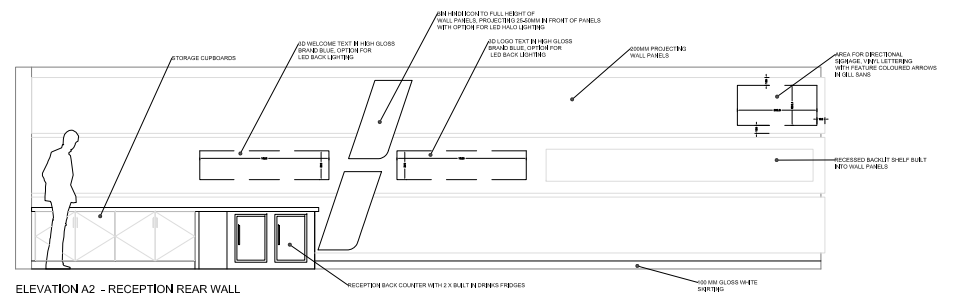 3D HINDI ICON TO FULL HEIGHT OF
WALL PANELS, PROJECTING 25-50MM IN FRONT OF PANELS
WITH OPTION FOR LED HALO LIGHTING
3D WELCOME TEXT IN HIGH GLOSS
BRAND BLUE, OPTION FOR
LED BACK LIGHTING
3D LOGO TEXT IN HIGH GLOSS
BRAND BLUE, OPTION FOR
LED BACK LIGHTING
STORAGE CUPBOARDS
200MM PROJECTING
WALL PANELS
AREA FOR DIRECTIONAL
SIGNAGE, VINYL LETTERING
WITH FEATURE COLOURED ARROWS
IN GILL SANS
RECESSED BACKLIT SHELF BUILT
INTO WALL PANELS
ELEVATION A2 - RECEPTION REAR WALL
RECEPTION BACK COUNTER WITH 2 X BUILT IN DRINKS FRIDGES
100 MM GLOSS WHITE
SKIRTING